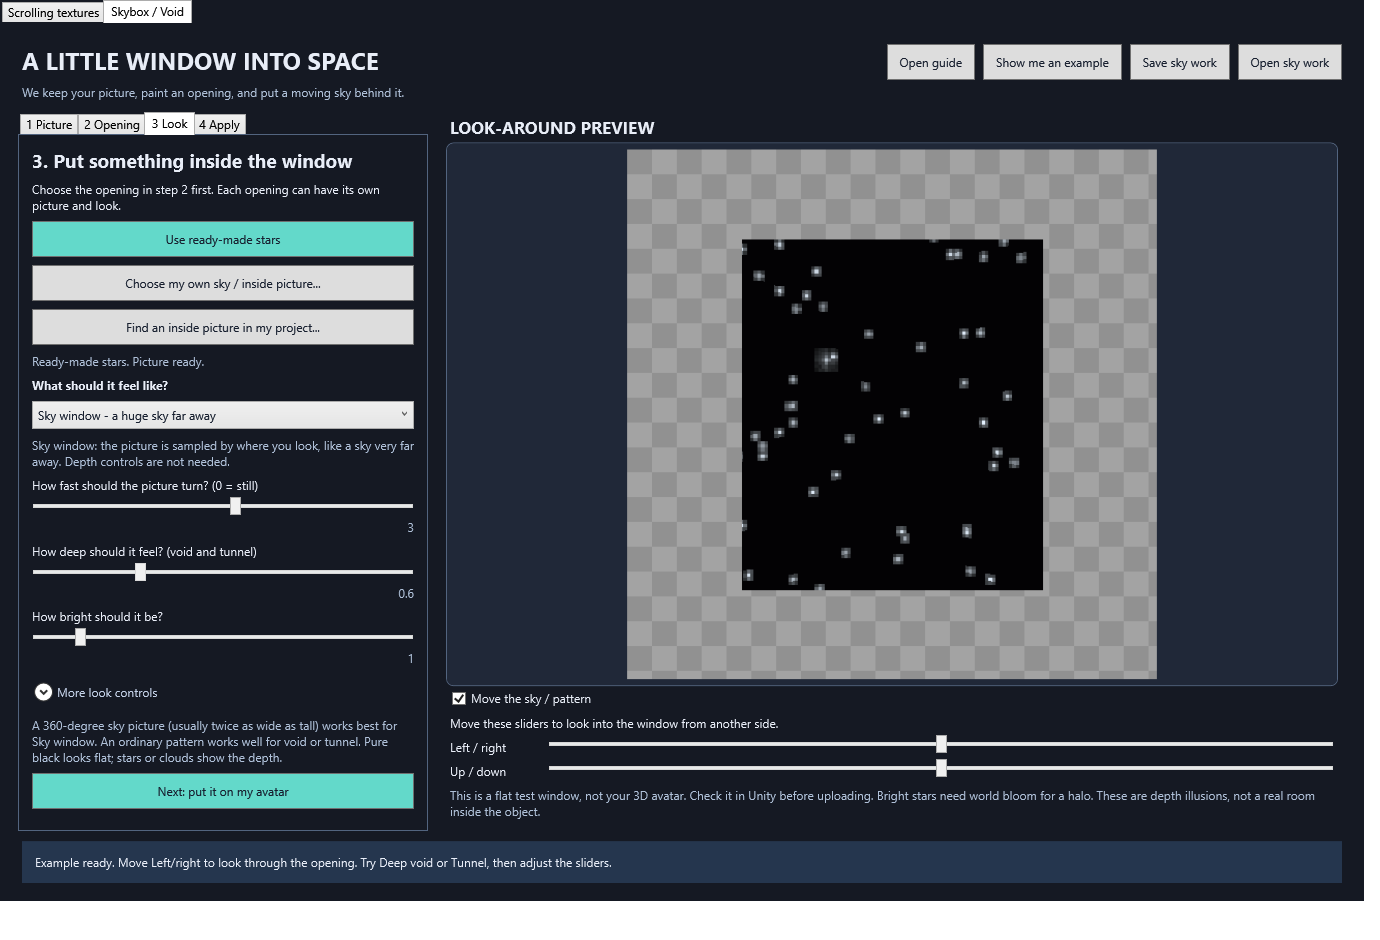 Scrolling textures
Skybox / Void
A LITTLE WINDOW INTO SPACE
We keep your picture, paint an opening, and put a moving sky behind it.
Open guide
Show me an example
Save sky work
Open sky work
1 Picture
2 Opening
3 Look
4 Apply
3. Put something inside the window
Choose the opening in step 2 first. Each opening can have its own
picture and look.
Use ready-made stars
Choose my own sky / inside picture...
Find an inside picture in my project...
Ready-made stars. Picture ready.
What should it feel like?
Sky window - a huge sky far away
Sky window: the picture is sampled by where you look, like a sky very far
away. Depth controls are not needed.
How fast should the picture turn? (0 = still)
3
How deep should it feel? (void and tunnel)
0.6
How bright should it be?
1
More look controls
A 360-degree sky picture (usually twice as wide as tall) works best for
Sky window. An ordinary pattern works well for void or tunnel. Pure
black looks flat; stars or clouds show the depth.
Next: put it on my avatar
LOOK-AROUND PREVIEW
Move the sky / pattern
Move these sliders to look into the window from another side.
Left / right
Up / down
This is a flat test window, not your 3D avatar. Check it in Unity before uploading. Bright stars need world bloom for a halo. These are depth illusions, not a real room
inside the object.
Example ready. Move Left/right to look through the opening. Try Deep void or Tunnel, then adjust the sliders.